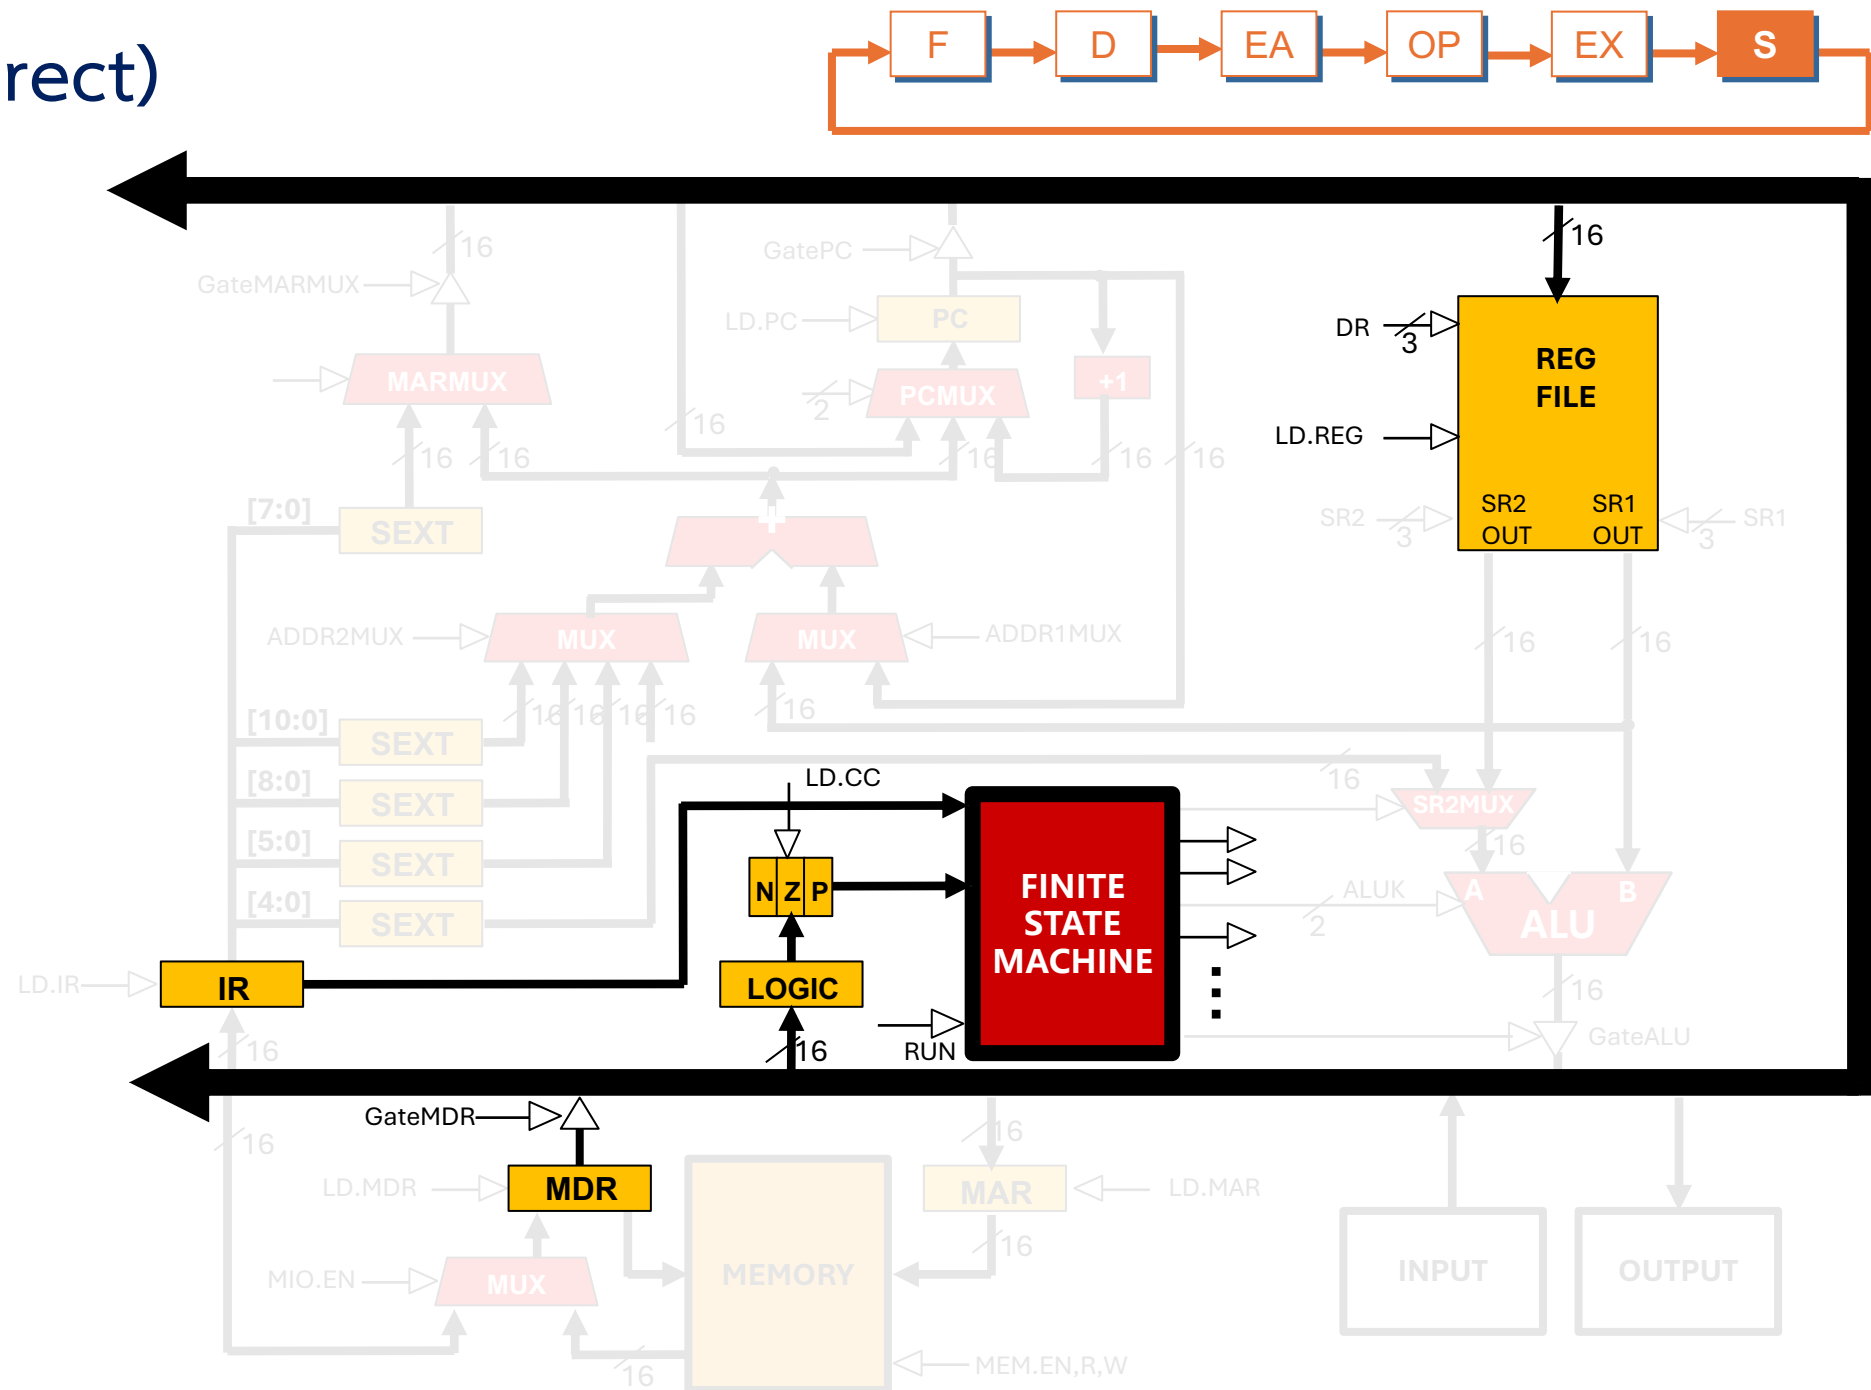 rect)
F
D
EA
OP
EX
S
16
16
GatePC
GateMARMUX
LD.PC
PC
DR
3
REG
FILE
MARMUX
2
PCMUX
+1
16
LD.REG
16
16
16
16
16
[7:0]
SEXT
+
SR2
3
SR2
OUT
SR1
OUT
3
SR1
ADDR2MUX
MUX
MUX
ADDR1MUX
16
16
16
16
16
16
16
[10:0]
SEXT
[8:0]
SEXT
LD.CC
16
SR2MUX
[5:0]
SEXT
16
N Z P
FINITE
STATE
MACHINE
ALUK
2
A
B
ALU
[4:0]
SEXT
LD.IR
IR
LOGIC
16
16
16
RUN
GateALU
GateMDR
16
16
LD.MDR
MDR
MAR
LD.MAR
16
MIO.EN
MUX
MEMORY
INPUT
OUTPUT
16
MEM.EN,R,W